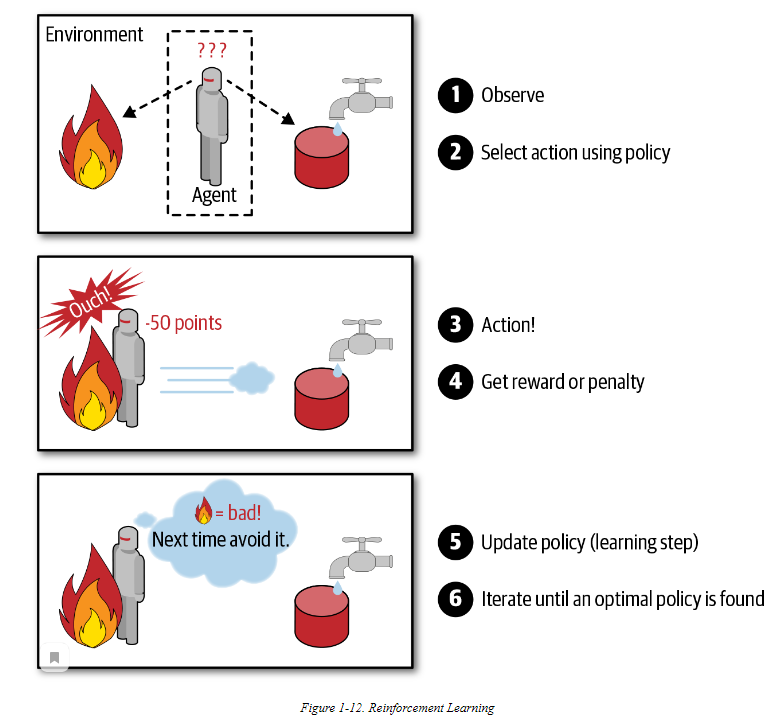 Environment
? ? ?
Agent
1 Observe
2 Select action using policy
Ouch!
-50 points
3 Action!
4 Get reward or penalty
= bad!
Next time avoid it.
5 Update policy (learning step)
6 Iterate until an optimal policy is found
Figure 1-12. Reinforcement Learning